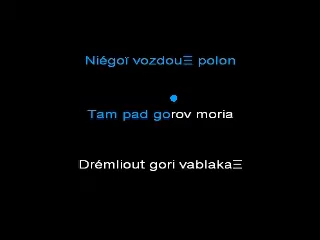 Niégoï vozdouΞ polon
Tam pad gorov moria
Drémliout gori vablakaΞ